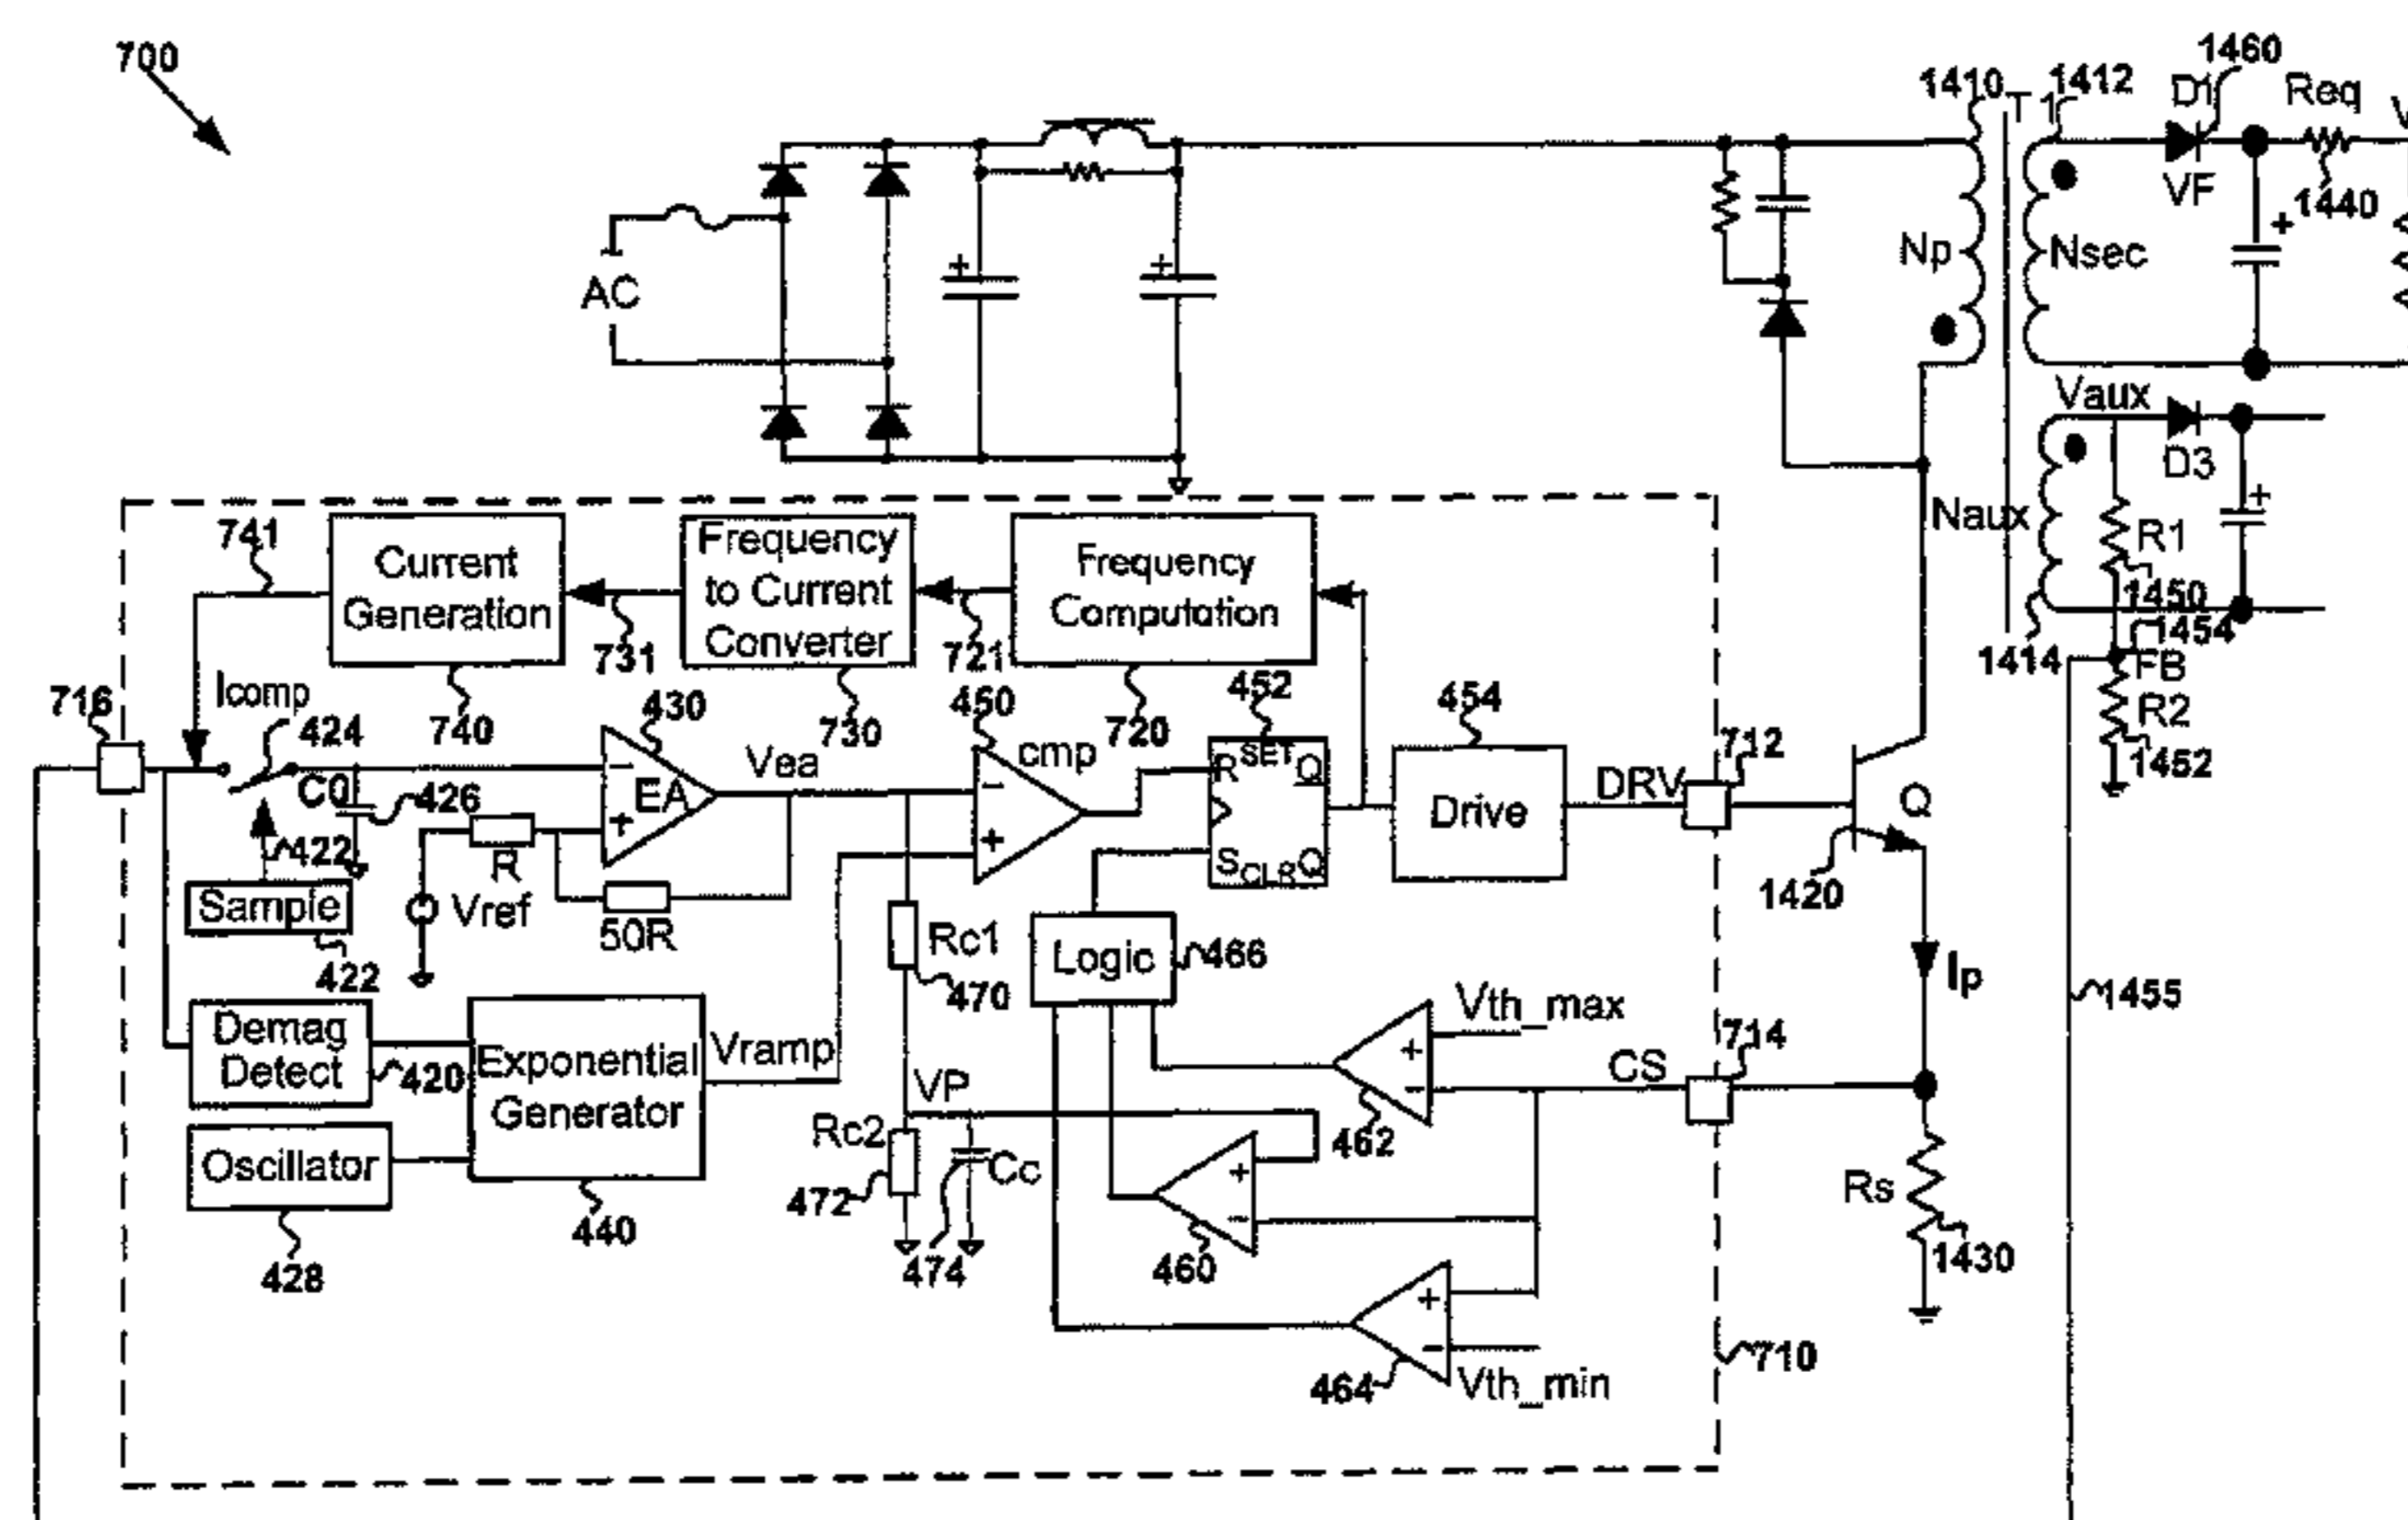 700
1410
T1
1412
D1
1460
Req
VF
1440
Np
Nsec
+
+
+
AC
Vaux
D3
+
Naux
R1
1450
1454
FB
1414
R2
1452
741
Current
Generation
Frequency
to Current
Converter
Frequency
Computation
731
721
716
Icomp
740
430
730
450
720
452
454
712
424
Vea
cmp
C0
426
EA
R SET Q
S CLR Q
Drive
DRV
Q
1420
422
R
Sample
Vref
50R
422
Rc1
470
Logic
466
Ip
1455
Demag
Detect
420
Exponential
Generator
Vramp
Vth_max
CS
714
VP
Rc2
472
Cc
474
462
460
Rs
1430
Oscillator
428
440
464
Vth_min
710